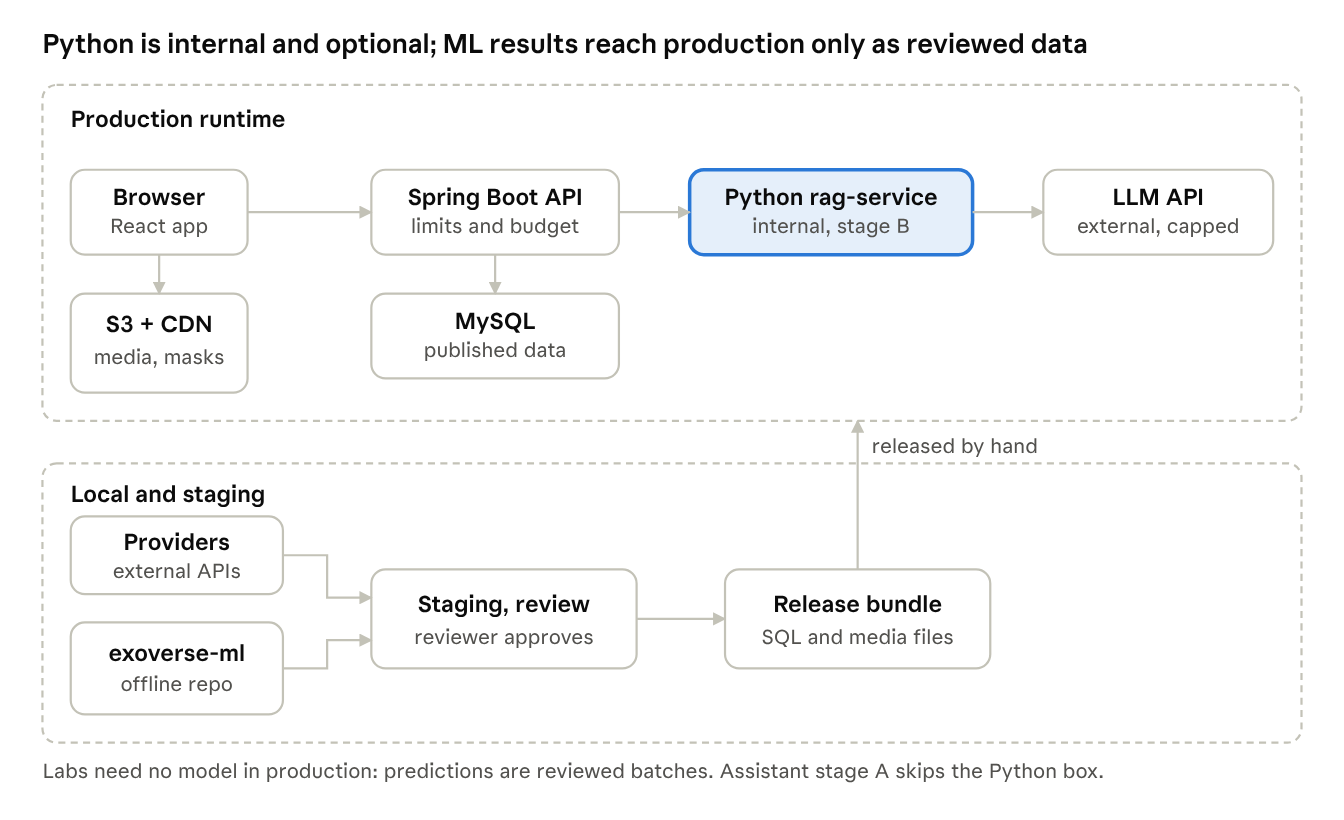 Python is internal and optional; ML results reach production only as reviewed data
Production runtime
Browser
React app
Spring Boot API
limits and budget
Python rag-service
internal, stage B
LLM API
external, capped
S3 + CDN
media, masks
MySQL
published data
released by hand
Local and staging
Providers
external APIs
exoverse-ml
offline repo
Staging, review
reviewer approves
Release bundle
SQL and media files
Labs need no model in production: predictions are reviewed batches. Assistant stage A skips the Python box.